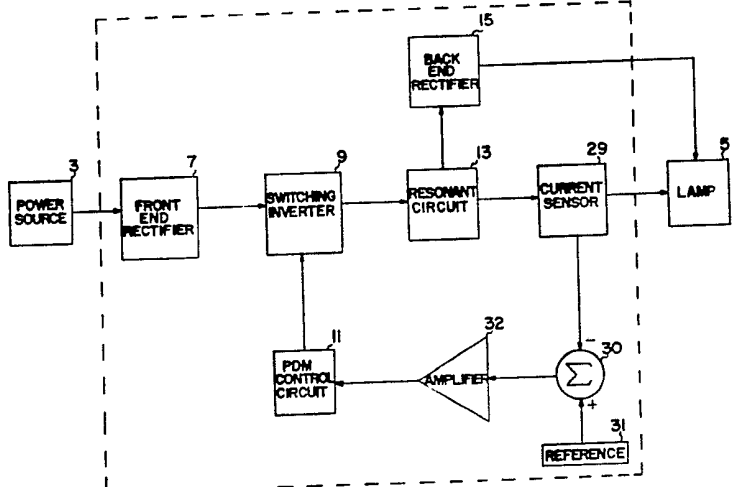 15
BACK
END
RECTIFIER
3
POWER
SOURCE
7
FRONT
END
RECTIFIER
9
SWITCHING
INVERTER
13
RESONANT
CIRCUIT
29
CURRENT
SENSOR
5
LAMP
11
PDM
CONTROL
CIRCUIT
32
AMPLIFIER
-
30
Σ
+
31
REFERENCE